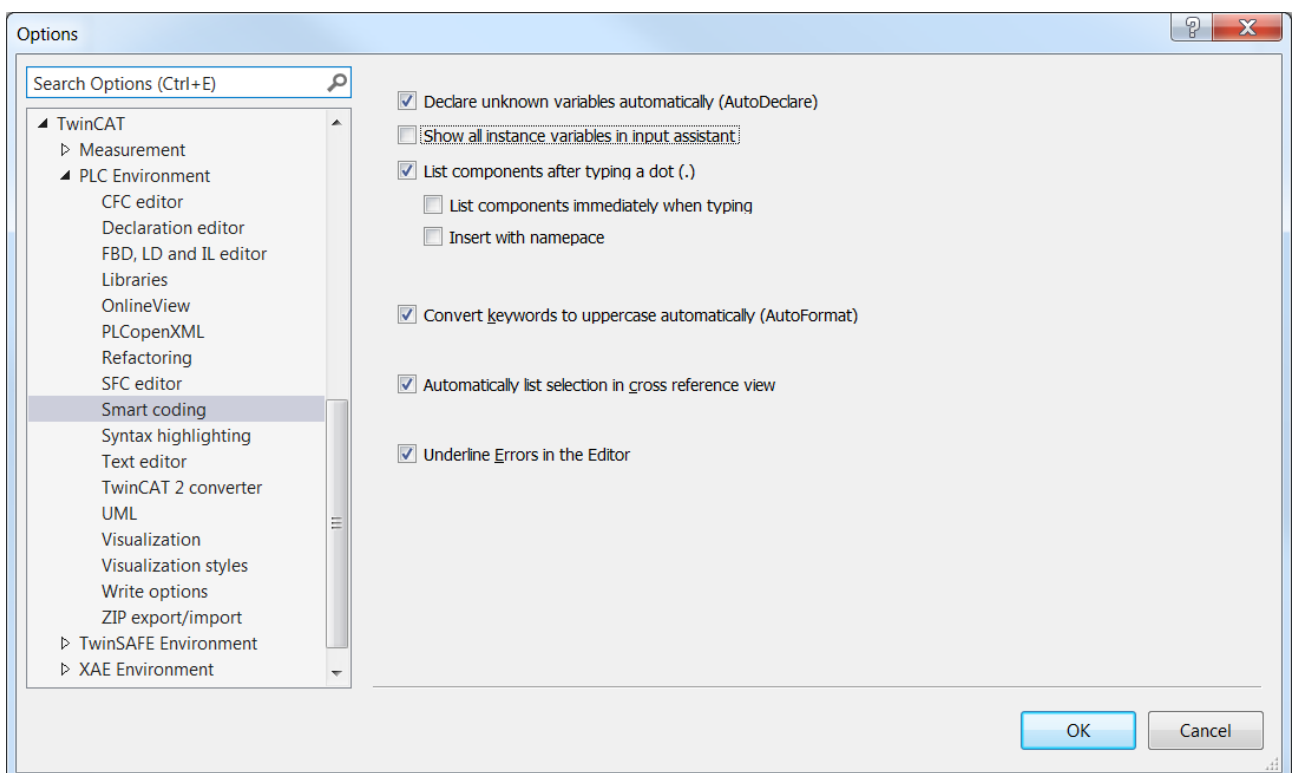 Options
Search Options (Ctrl+E)
TwinCAT
Measurement
PLC Environment
CFC editor
Declaration editor
FBD, LD and IL editor
Libraries
OnlineView
PLCopenXML
Refactoring
SFC editor
Smart coding
Syntax highlighting
Text editor
TwinCAT 2 converter
UML
Visualization
Visualization styles
Write options
ZIP export/import
TwinSAFE Environment
XAE Environment
Declare unknown variables automatically (AutoDeclare)
Show all instance variables in input assistant
List components after typing a dot (.)
List components immediately when typing
Insert with namepace
Convert keywords to uppercase automatically (AutoFormat)
Automatically list selection in cross reference view
Underline Errors in the Editor
OK
Cancel